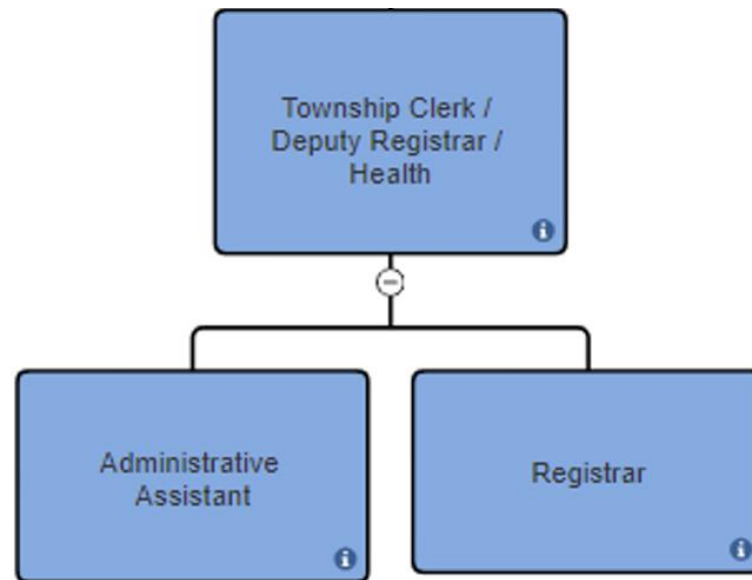 Township Clerk /
Deputy Registrar /
Health
Administrative
Assistant
Registrar